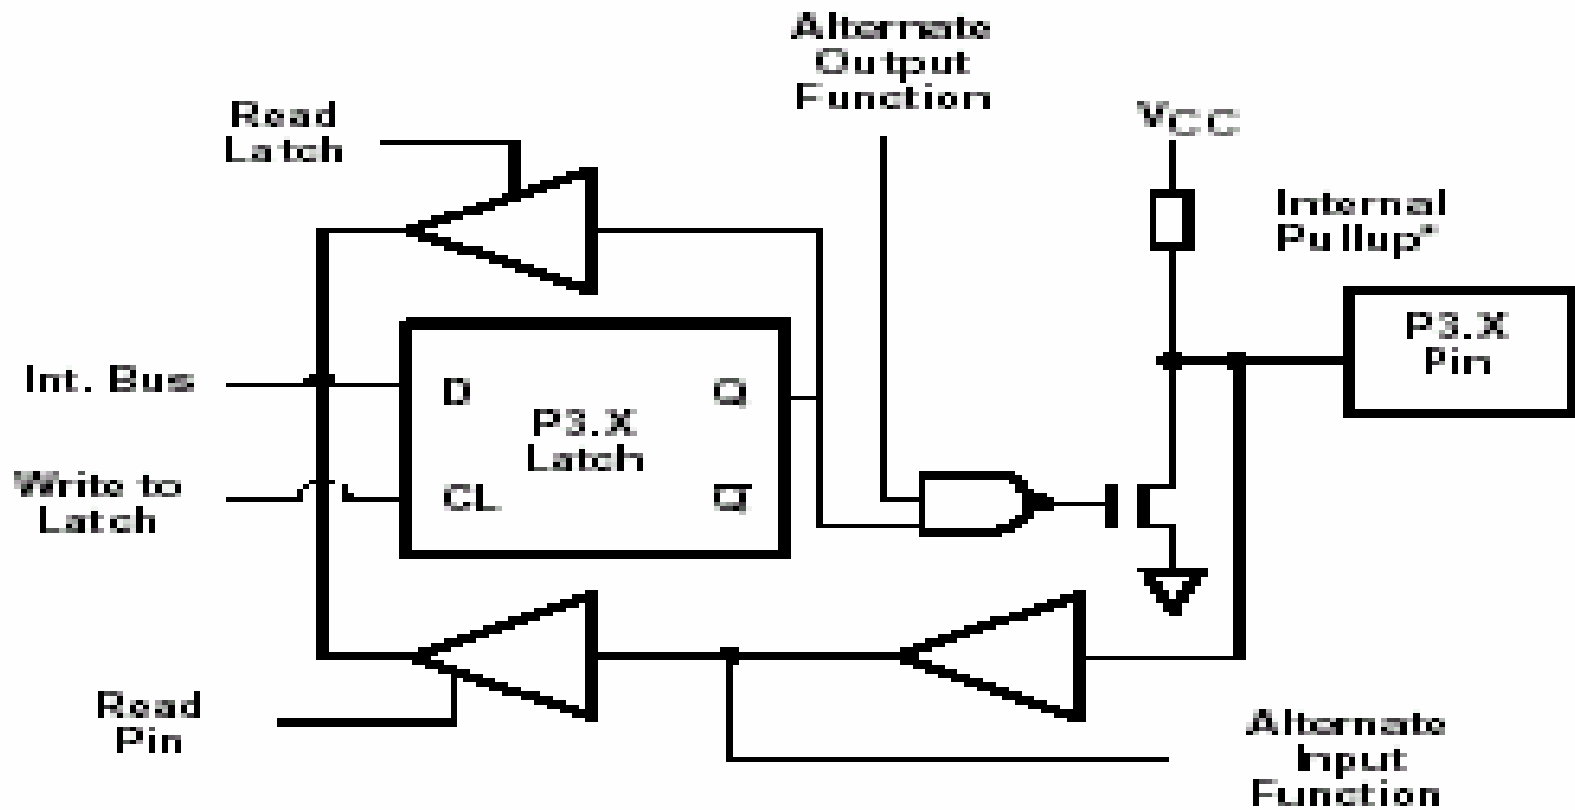 Alternate
Output
Function
Read
Latch
VCC
Internal
Pullup*
P3.X
Pin
Int. Bus
D
Q
P3.X
Latch
Write to
Latch
CL
Q̅
Read
Pin
Alternate
Input
Function